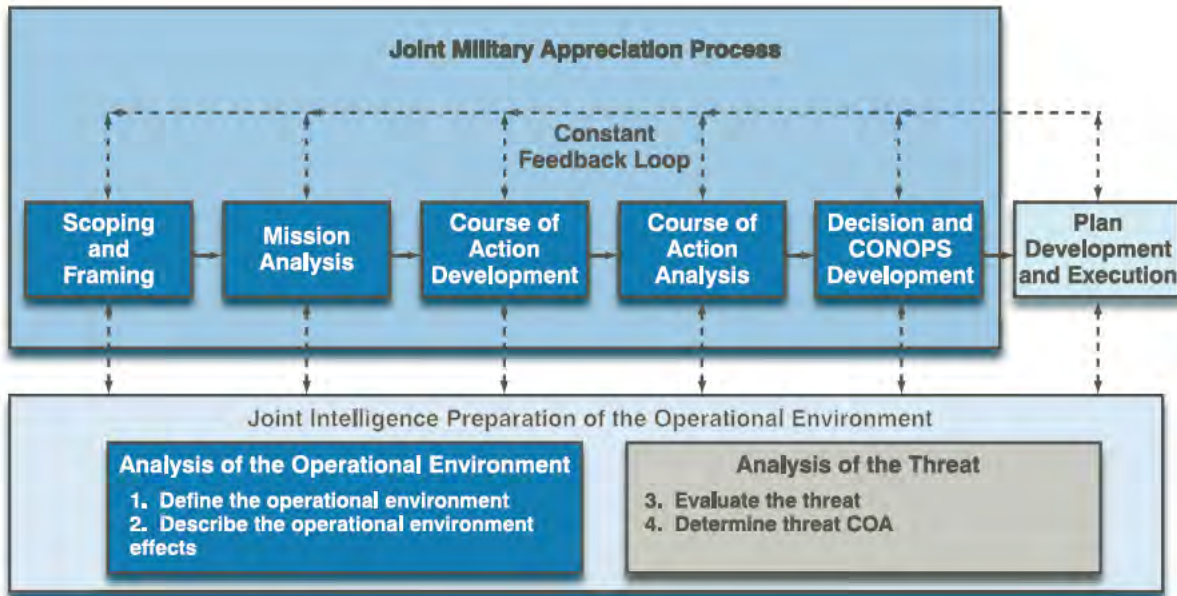 Joint Military Appreciation Process
Constant
Feedback Loop
Scoping
and
Framing
Mission
Analysis
Course of
Action
Development
Course of
Action
Analysis
Decision and
CONOPS
Development
Plan
Development
and Execution
Joint Intelligence Preparation of the Operational Environment
Analysis of the Operational Environment
1. Define the operational environment
2. Describe the operational environment
effects
Analysis of the Threat
3. Evaluate the threat
4. Determine threat COA